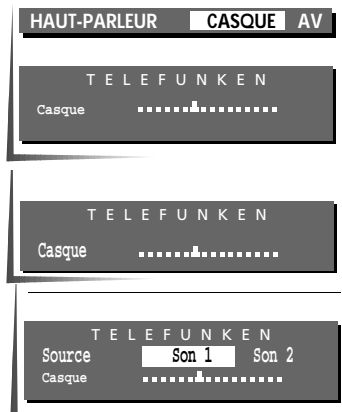 HAUT-PARLEUR CASQUE AV
TELEFUNKEN
Casque
TELEFUNKEN
Casque
TELEFUNKEN
Source Son 1 Son 2
Casque